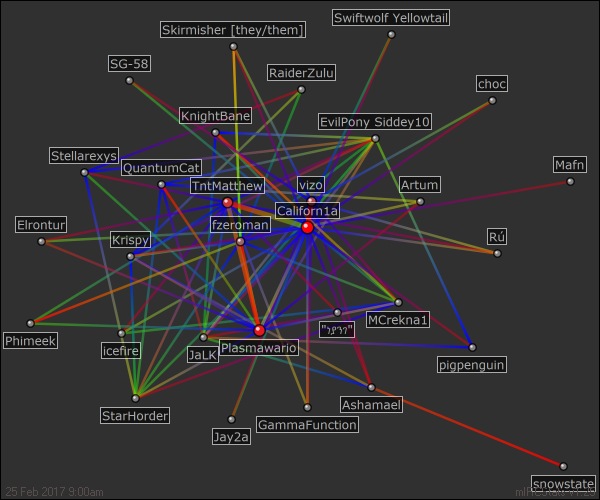 Swiftwolf Yellowtail
Skirmisher [they/them]
SG-58
RaiderZulu
choc
KnightBane
EvilPony Siddey10
Stellarexys
QuantumCat
Mafn
TntMatthew
vizo
Artum
Californ1a
Elrontur
fzeroman
Krispy
Rú
MCrekna1
Phimeek
icefire
JaLK
Plasmawario
pigpenguin
StarHorder
Ashamael
GammaFunction
Jay2a
snowstate
25 Feb 2017 9:00am